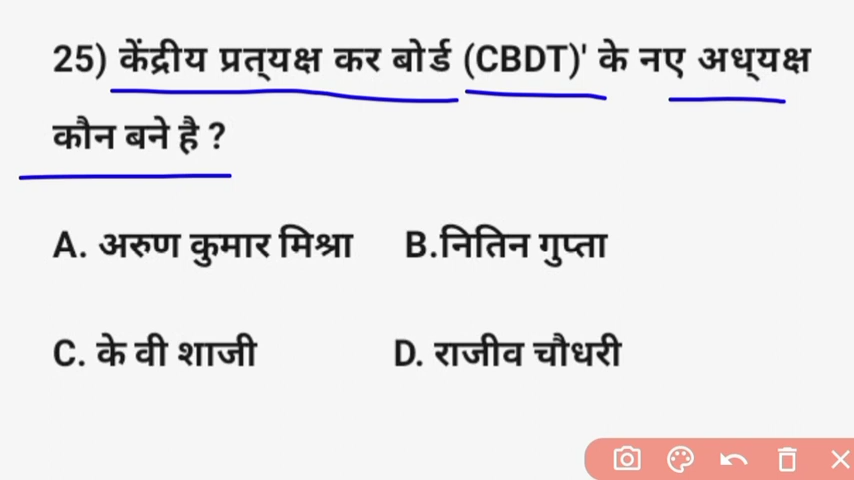 25) केंद्रीय प्रत्यक्ष कर बोर्ड (CBDT)' के नए अध्यक्ष
कौन बने है ?
A. अरुण कुमार मिश्रा B.नितिन गुप्ता
C. के वी शाजी D. राजीव चौधरी